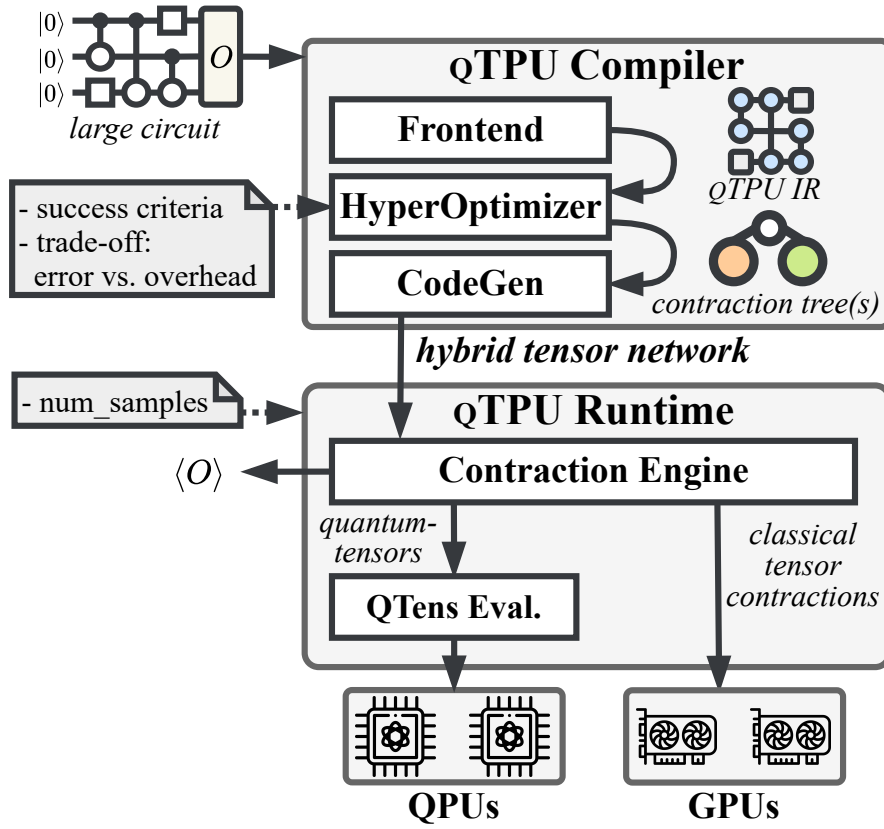 |0⟩
|0⟩
|0⟩
O
large circuit
QTPU Compiler
Frontend
QTPU IR
- success criteria
- trade-off:
error vs. overhead
HyperOptimizer
CodeGen
contraction tree(s)
hybrid tensor network
- num_samples
QTPU Runtime
⟨O⟩
Contraction Engine
quantum-
tensors
classical
tensor
contractions
QTens Eval.
QPUs
GPUs